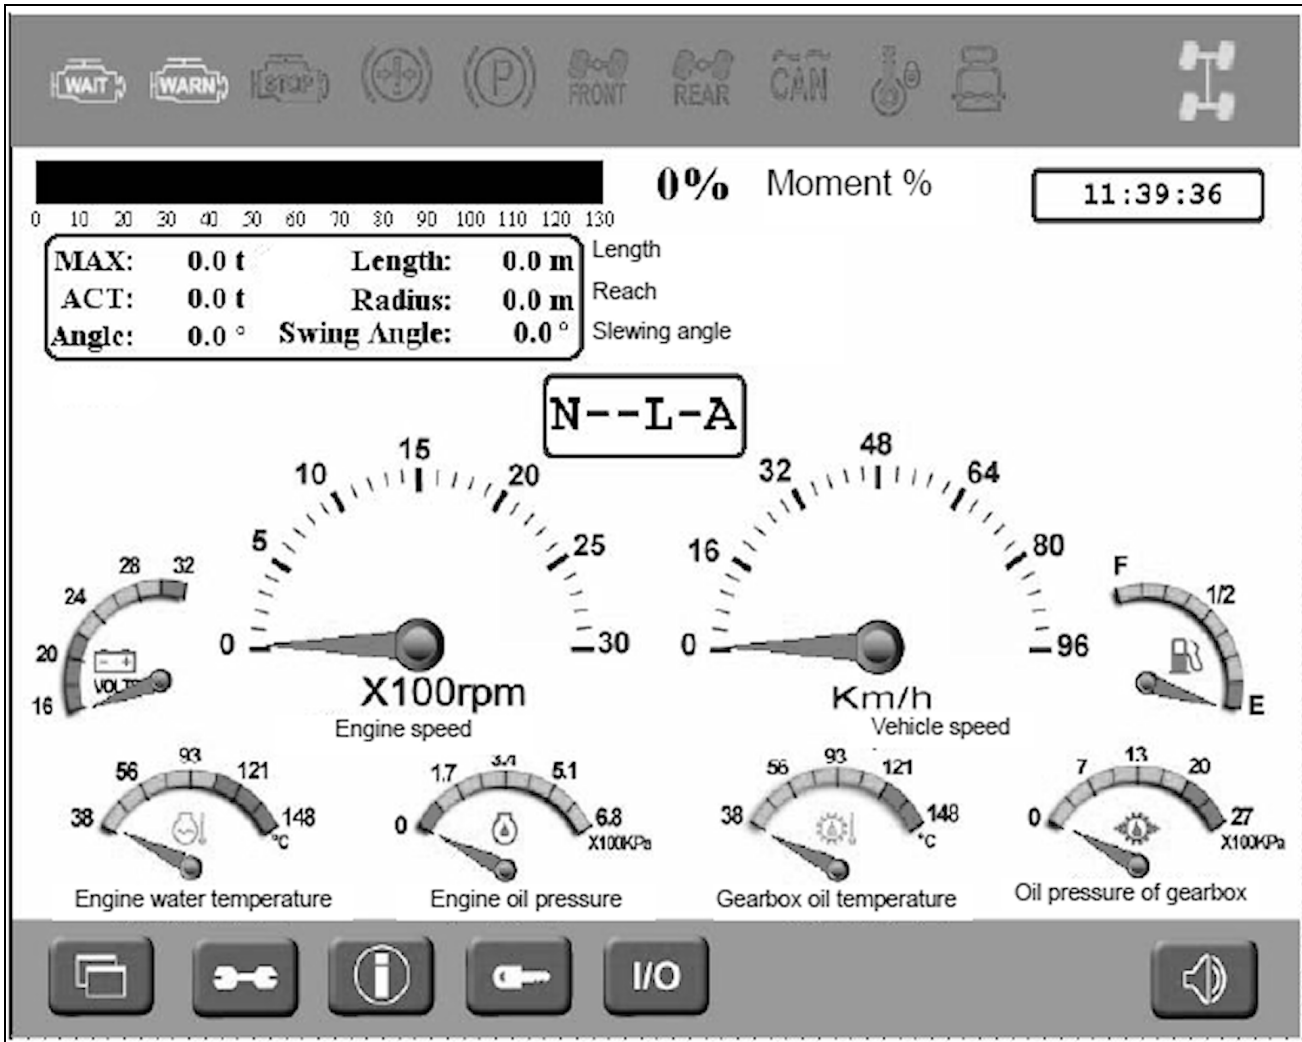 WAIT WARN STOP P FRONT REAR CAN
0% Moment % 11:39:36
0 10 20 30 40 50 60 70 80 90 100 110 120 130
MAX: 0.0 t Length: 0.0 m Length
ACT: 0.0 t Radius: 0.0 m Reach
Angle: 0.0 ° Swing Angle: 0.0 ° Slewing angle
N--L-A
0 5 10 15 20 25 30
X100rpm
Engine speed
0 16 32 48 64 80 96
Km/h
Vehicle speed
16 20 24 28 32
- +
VOLTS
F 1/2 E
38 56 93 121 148
°C
Engine water temperature
0 1.7 3.4 5.1 6.8
X100KPa
Engine oil pressure
38 56 93 121 148
°C
Gearbox oil temperature
0 7 13 20 27
X100KPa
Oil pressure of gearbox
I/O